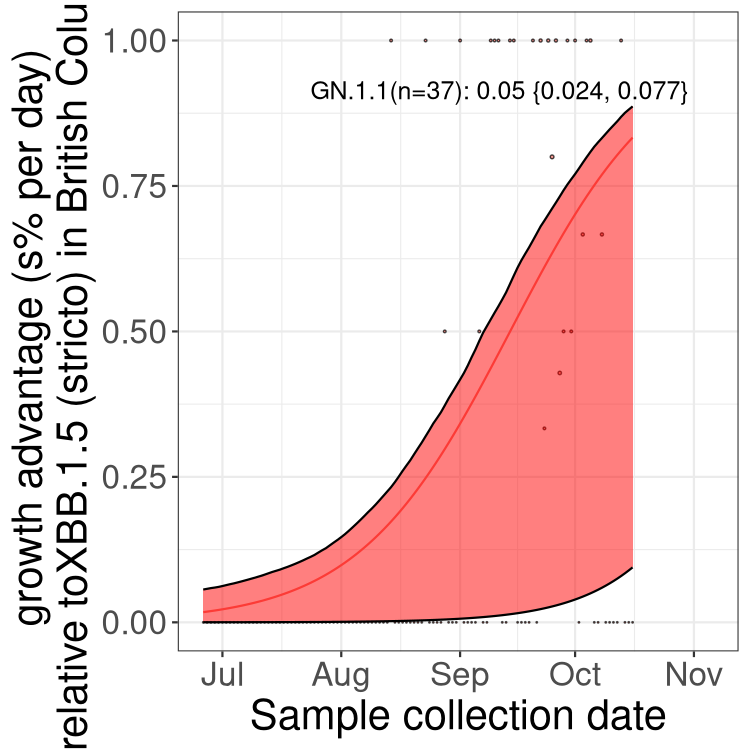 growth advantage (s% per day)
relative toXBB.1.5 (stricto) in British Colu
1.00
0.75
0.50
0.25
0.00
GN.1.1(n=37): 0.05 {0.024, 0.077}
Jul Aug Sep Oct Nov
Sample collection date